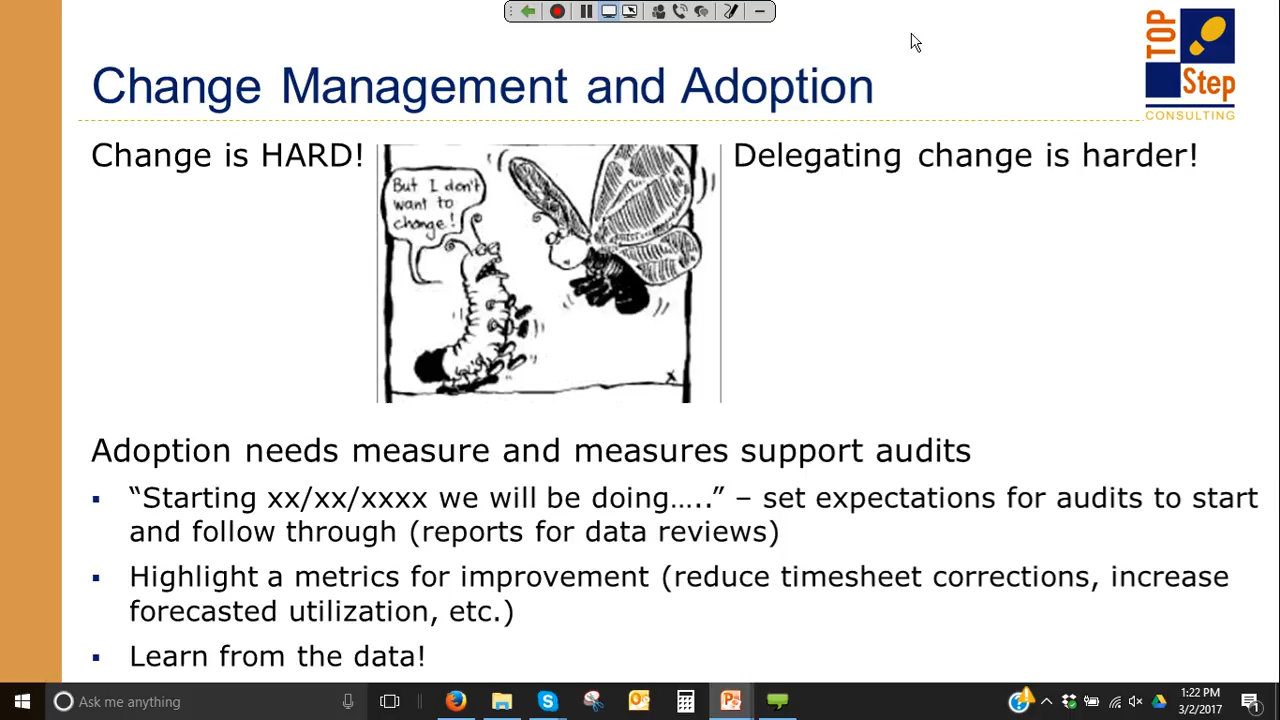 TOP
Step
CONSULTING
Change Management and Adoption
Change is HARD!
Delegating change is harder!
But I don't
want to
change!
X
Adoption needs measure and measures support audits
▪ “Starting xx/xx/xxxx we will be doing…..” – set expectations for audits to start
and follow through (reports for data reviews)
▪ Highlight a metrics for improvement (reduce timesheet corrections, increase
forecasted utilization, etc.)
▪ Learn from the data!
Ask me anything
1:22 PM
3/2/2017